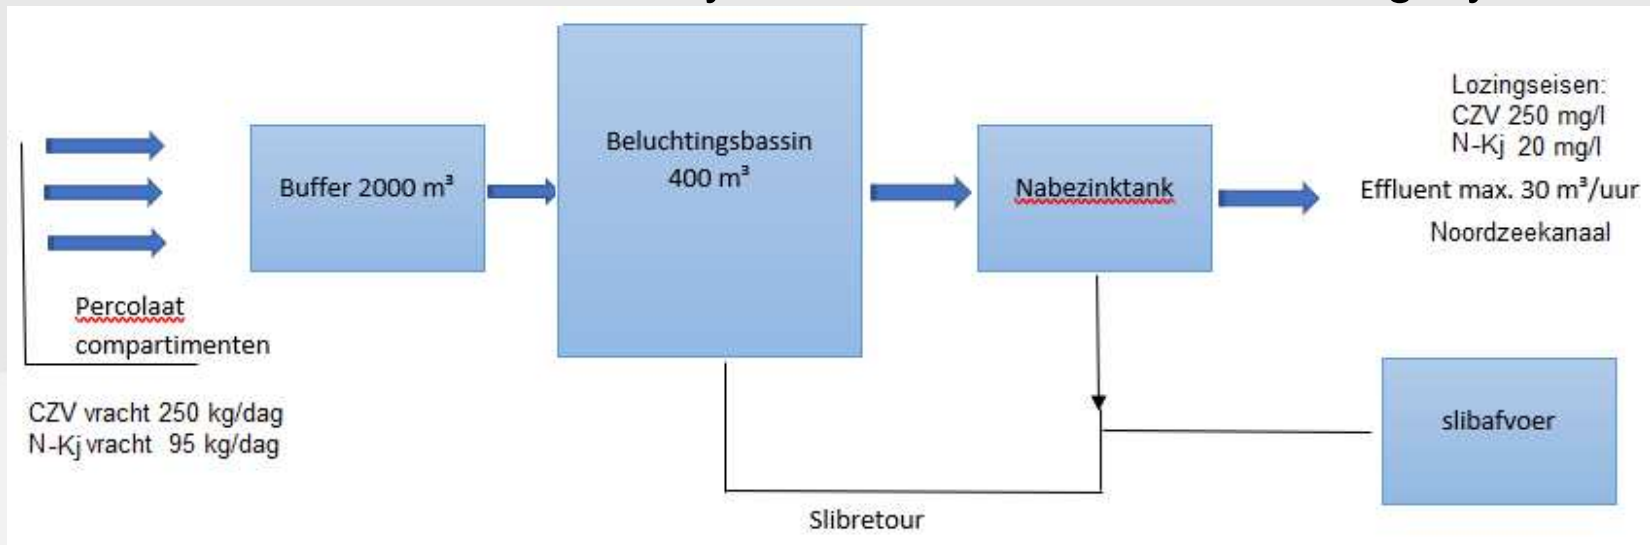 Percolaat
compartimenten
CZV vracht 250 kg/dag
N-Kj vracht 95 kg/dag
Buffer 2000 m³
Beluchtingsbassin
400 m³
Nabezinktank
Lozingseisen:
CZV 250 mg/l
N-Kj 20 mg/l
Effluent max. 30 m³/uur
Noordzeekanaal
slibafvoer
Slibretour